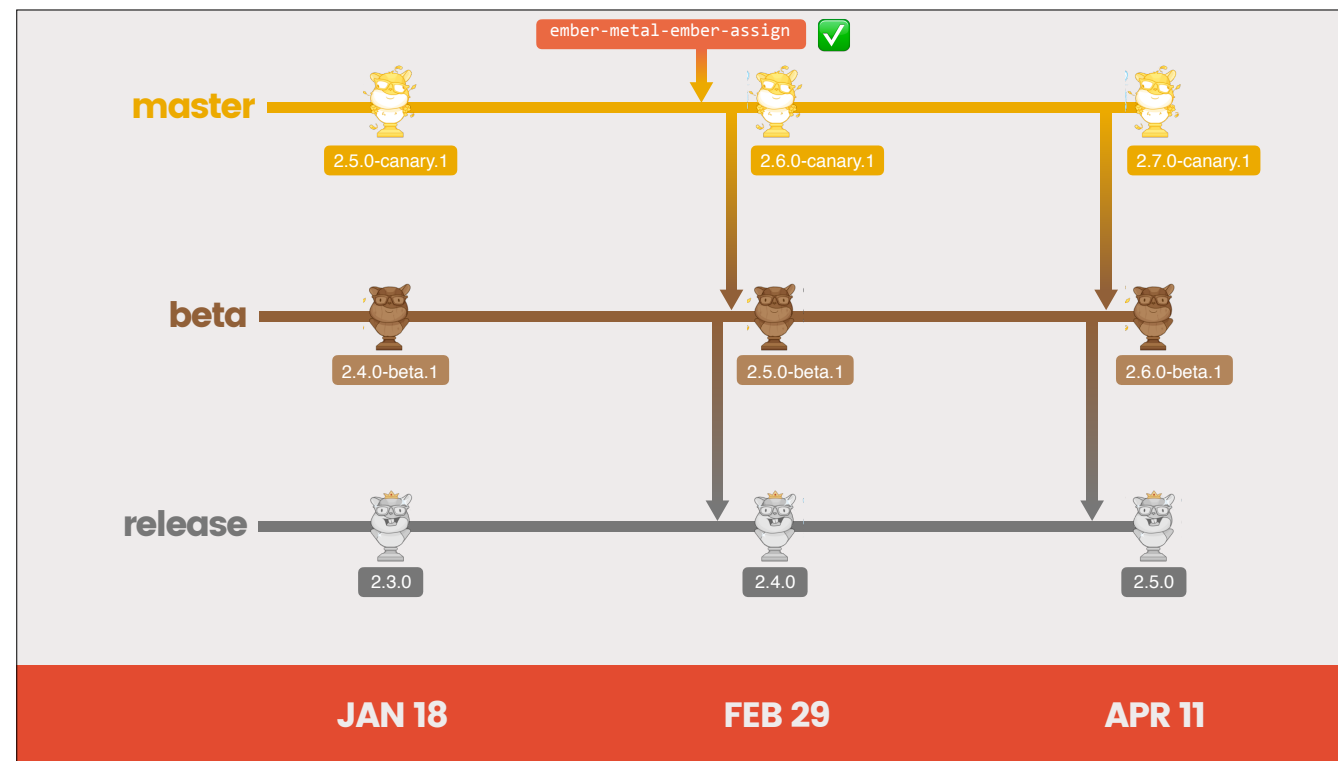 ember-metal-ember-assign
master
2.5.0-canary.1
2.6.0-canary.1
2.7.0-canary.1
beta
2.4.0-beta.1
2.5.0-beta.1
2.6.0-beta.1
release
2.3.0
2.4.0
2.5.0
JAN 18
FEB 29
APR 11